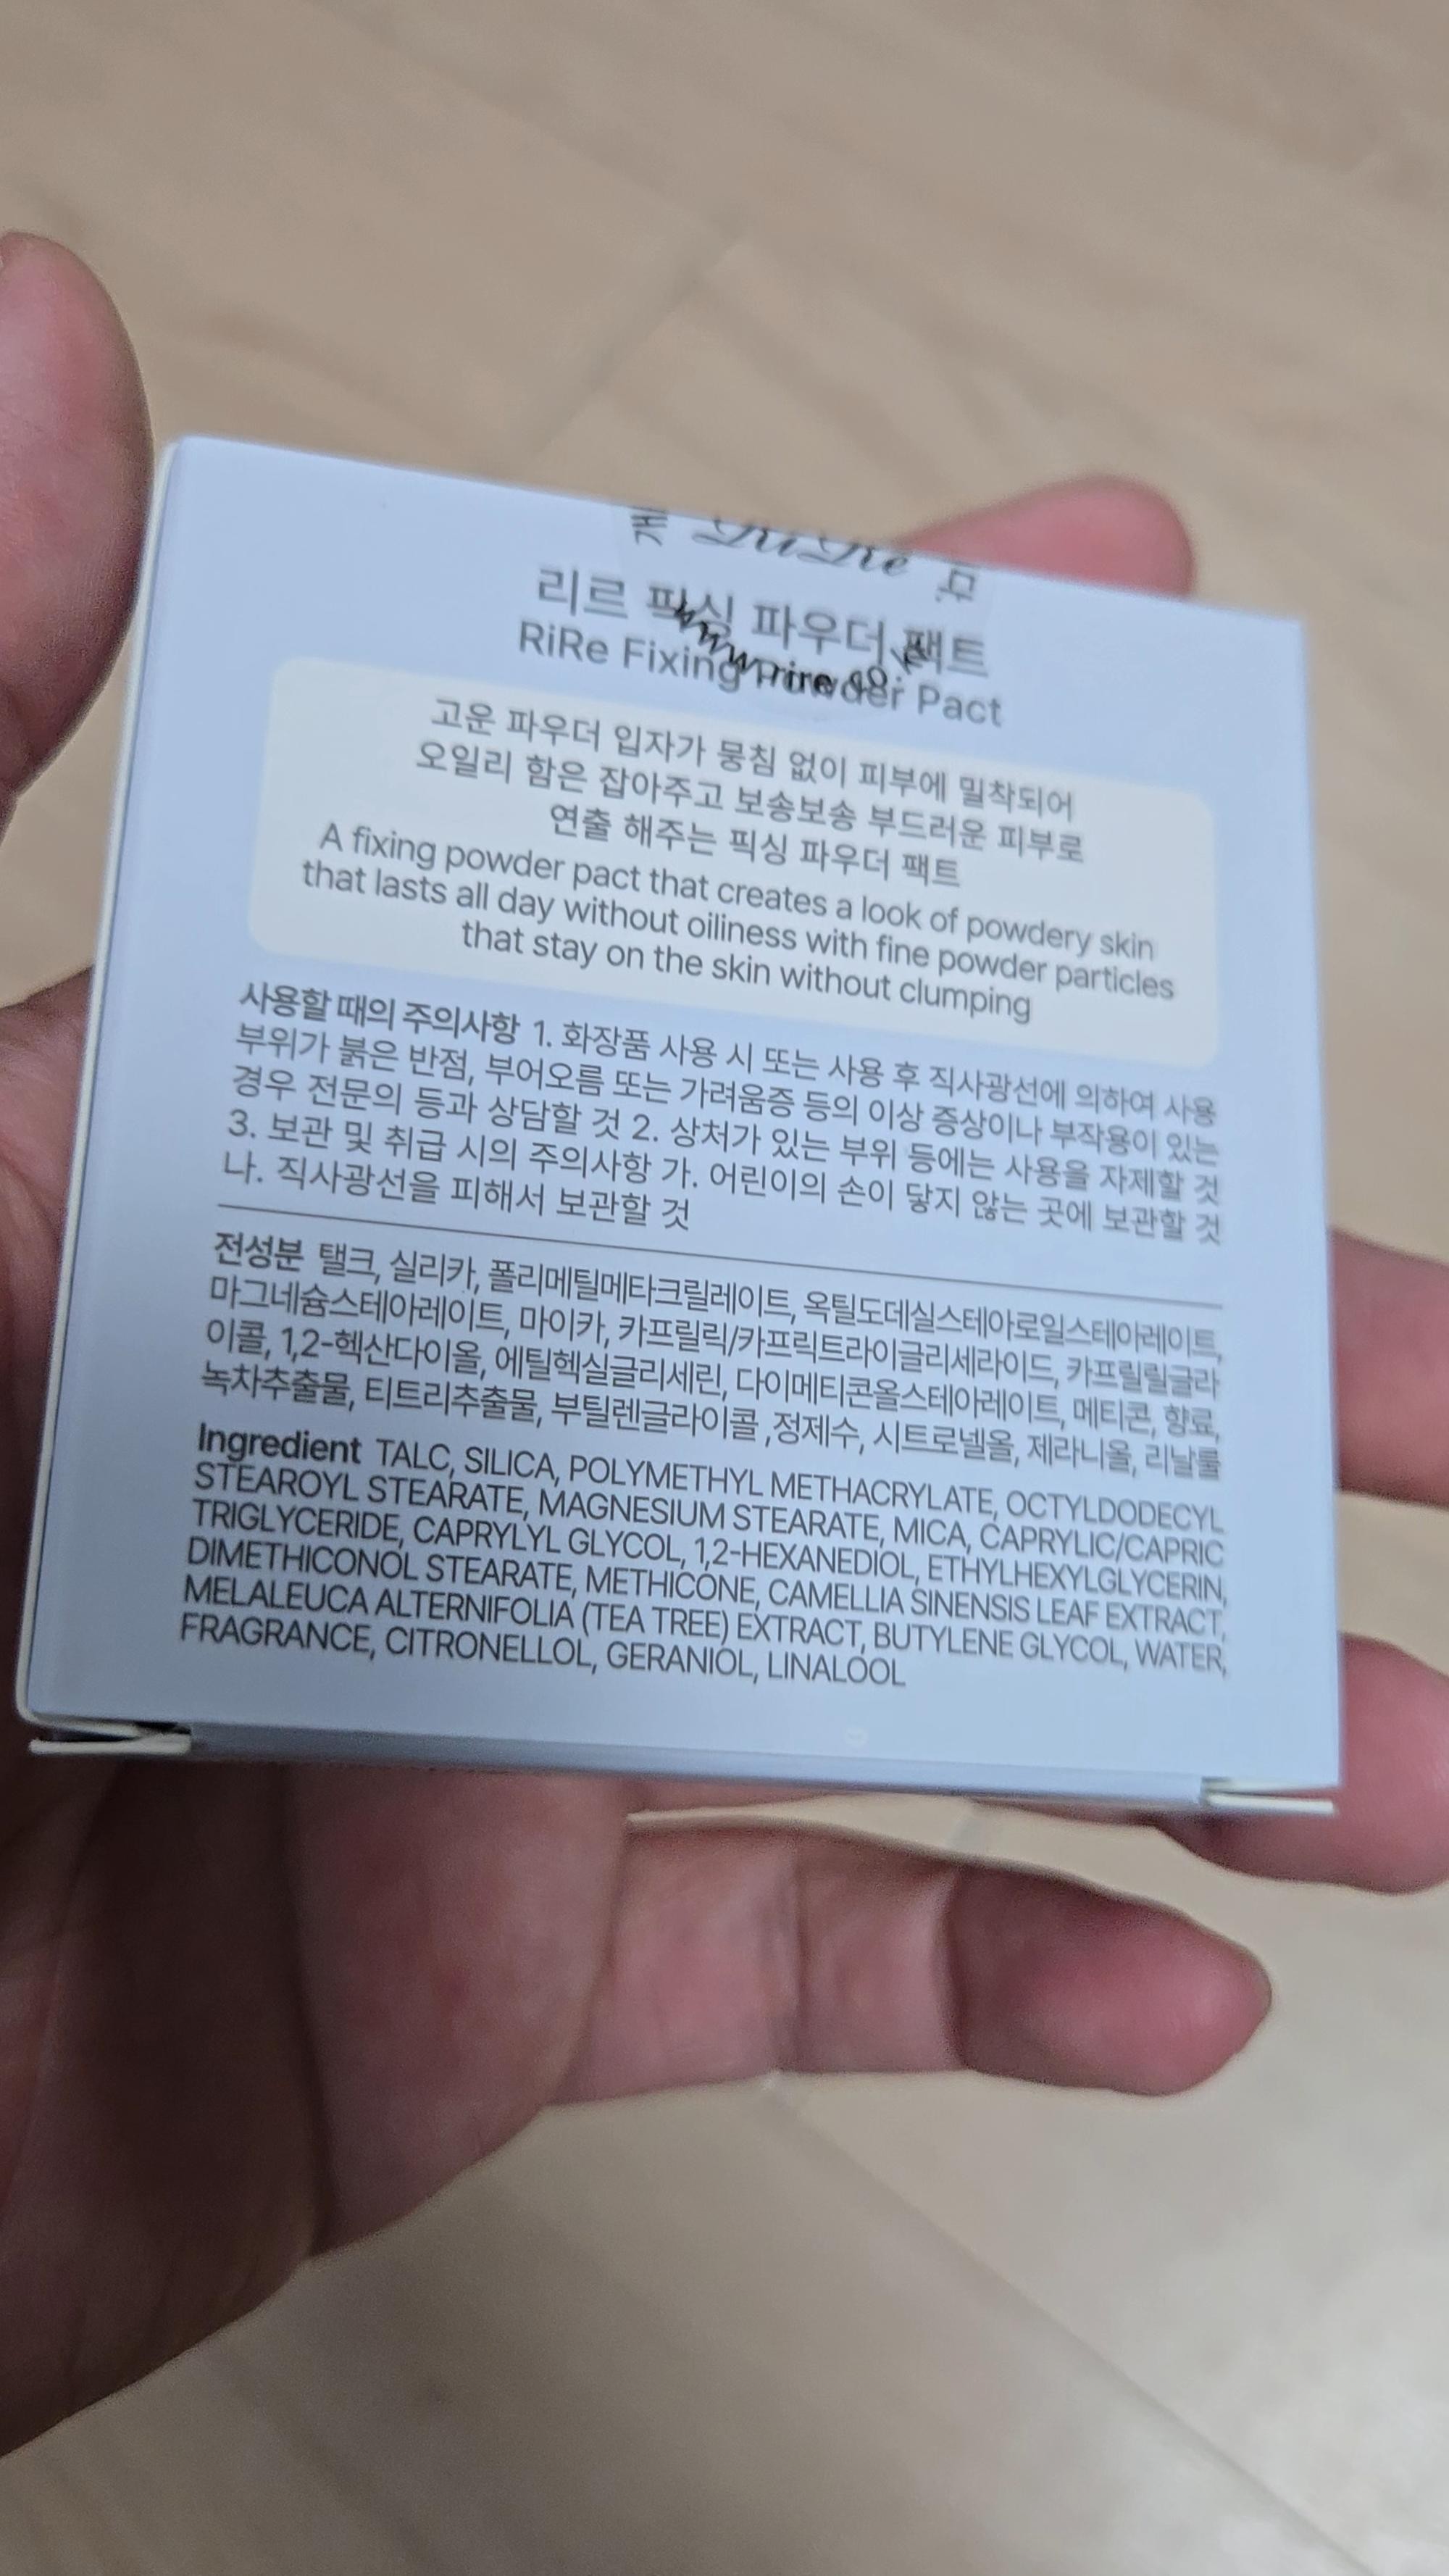 RiRe
리르 픽싱 파우더 팩트
RiRe Fixing Powder Pact
고운 파우더 입자가 뭉침 없이 피부에 밀착되어
오일리 함은 잡아주고 보송보송 부드러운 피부로
연출 해주는 픽싱 파우더 팩트
A fixing powder pact that creates a look of powdery skin
that lasts all day without oiliness with fine powder particles
that stay on the skin without clumping
사용할 때의 주의사항 1. 화장품 사용 시 또는 사용 후 직사광선에 의하여 사용
부위가 붉은 반점, 부어오름 또는 가려움증 등의 이상 증상이나 부작용이 있는
경우 전문의 등과 상담할 것 2. 상처가 있는 부위 등에는 사용을 자제할 것
3. 보관 및 취급 시의 주의사항 가. 어린이의 손이 닿지 않는 곳에 보관할 것
나. 직사광선을 피해서 보관할 것
전성분 탤크, 실리카, 폴리메틸메타크릴레이트, 옥틸도데실스테아로일스테아레이트,
마그네슘스테아레이트, 마이카, 카프릴릭/카프릭트라이글리세라이드, 카프릴릴글라
이콜, 1,2-헥산다이올, 에틸헥실글리세린, 다이메티콘올스테아레이트, 메티콘, 향료,
녹차추출물, 티트리추출물, 부틸렌글라이콜 ,정제수, 시트로넬올, 제라니올, 리날룰
Ingredient TALC, SILICA, POLYMETHYL METHACRYLATE, OCTYLDODECYL
STEAROYL STEARATE, MAGNESIUM STEARATE, MICA, CAPRYLIC/CAPRIC
TRIGLYCERIDE, CAPRYLYL GLYCOL, 1,2-HEXANEDIOL, ETHYLHEXYLGLYCERIN,
DIMETHICONOL STEARATE, METHICONE, CAMELLIA SINENSIS LEAF EXTRACT,
MELALEUCA ALTERNIFOLIA (TEA TREE) EXTRACT, BUTYLENE GLYCOL, WATER,
FRAGRANCE, CITRONELLOL, GERANIOL, LINALOOL